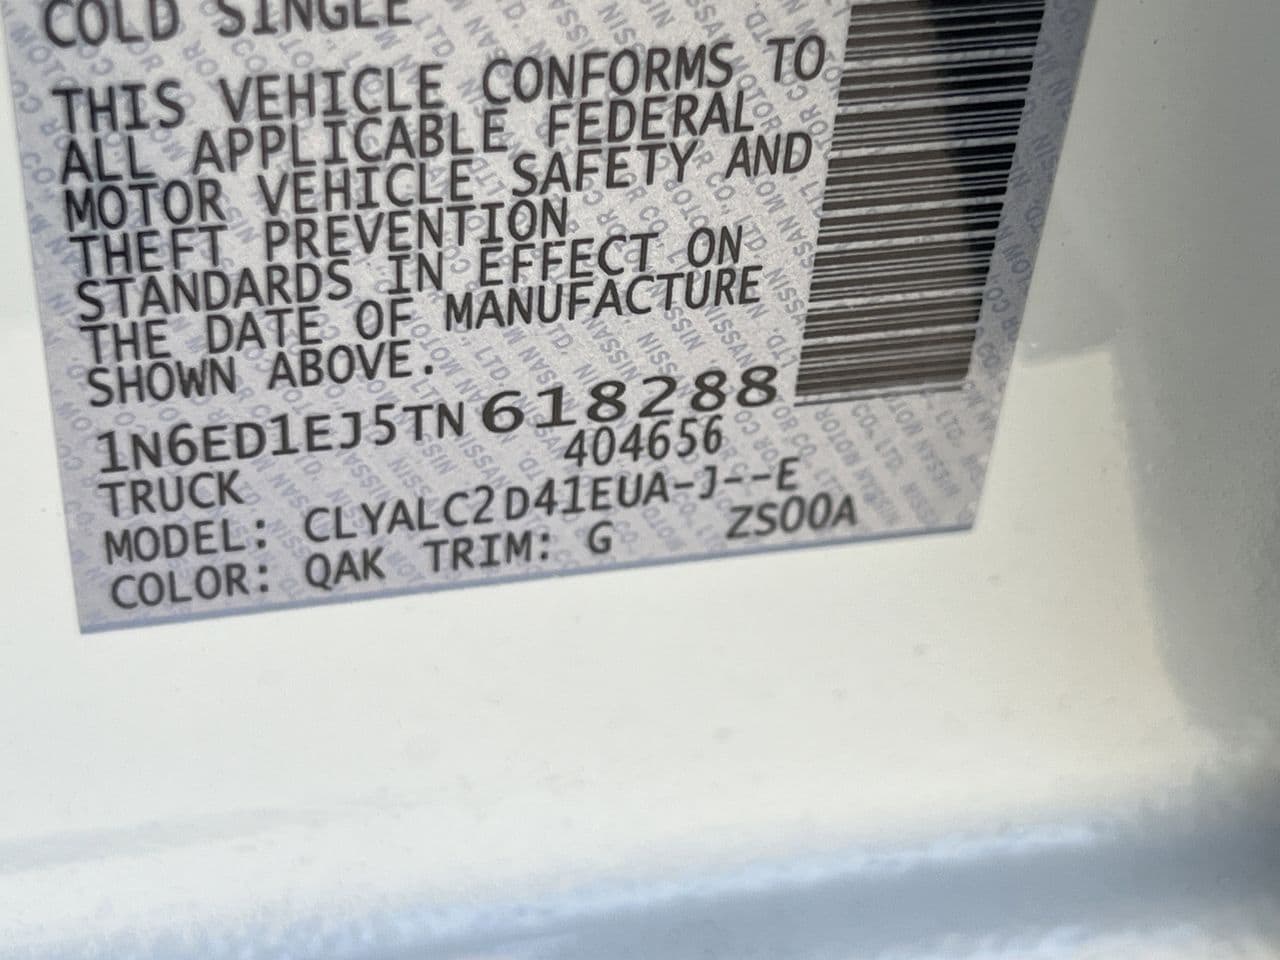 COLD SINGLE
THIS VEHICLE CONFORMS TO
ALL APPLICABLE FEDERAL
MOTOR VEHICLE SAFETY AND
THEFT PREVENTION
STANDARDS IN EFFECT ON
THE DATE OF MANUFACTURE
SHOWN ABOVE.
1N6ED1EJ5TN618288
404656
TRUCK
MODEL: CLYALC2D41EUA-J--E
COLOR: QAK TRIM: G ZS00A